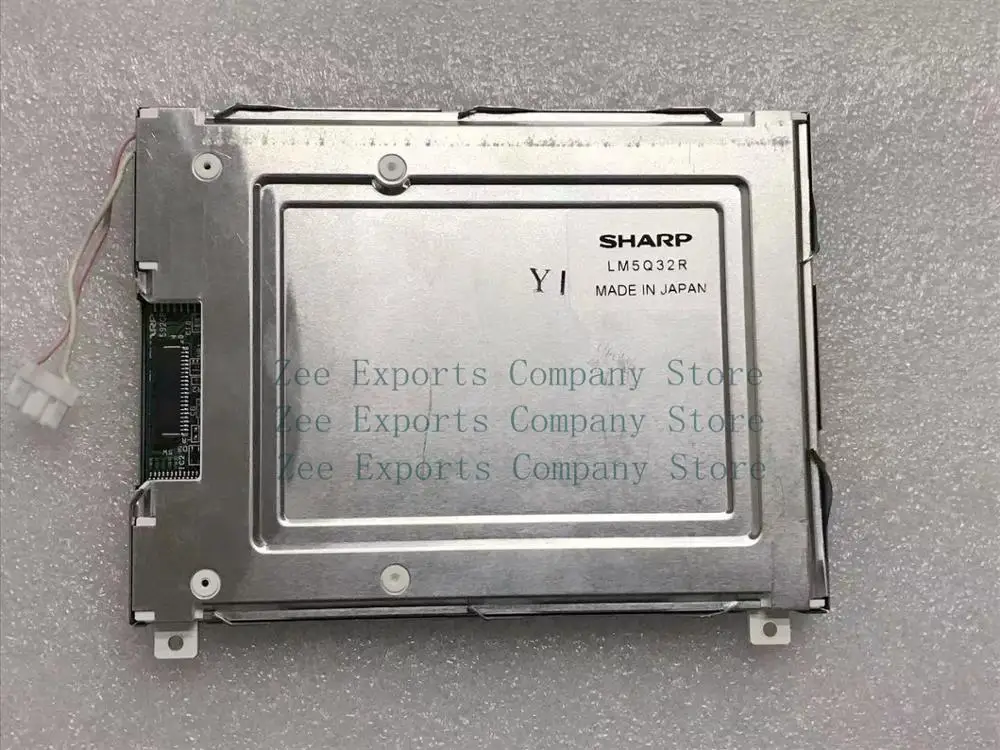 SHARP
LM5Q32R
Y1
MADE IN JAPAN
Zee Exports Company Store
Zee Exports Company Store
Zee Exports Company Store